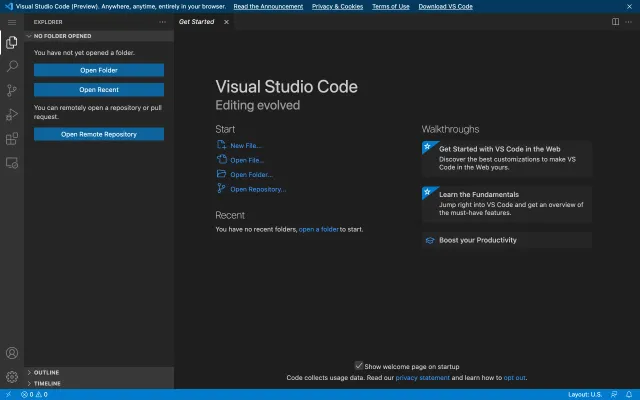 Visual Studio Code (Preview). Anywhere, anytime, entirely in your browser. Read the Announcement Privacy & Cookies Terms of Use Download VS Code
EXPLORER
Get Started
NO FOLDER OPENED
You have not yet opened a folder.
Open Folder
Open Recent
You can remotely open a repository or pull
request.
Open Remote Repository
Visual Studio Code
Editing evolved
Start
New File...
Open File...
Open Folder...
Open Repository...
Recent
You have no recent folders, open a folder to start.
Walkthroughs
Get Started with VS Code in the Web
Discover the best customizations to make VS
Code in the Web yours.
Learn the Fundamentals
Jump right into VS Code and get an overview of
the must-have features.
Boost your Productivity
Show welcome page on startup
Code collects usage data. Read our privacy statement and learn how to opt out.
OUTLINE
TIMELINE
0 0
Layout: U.S.